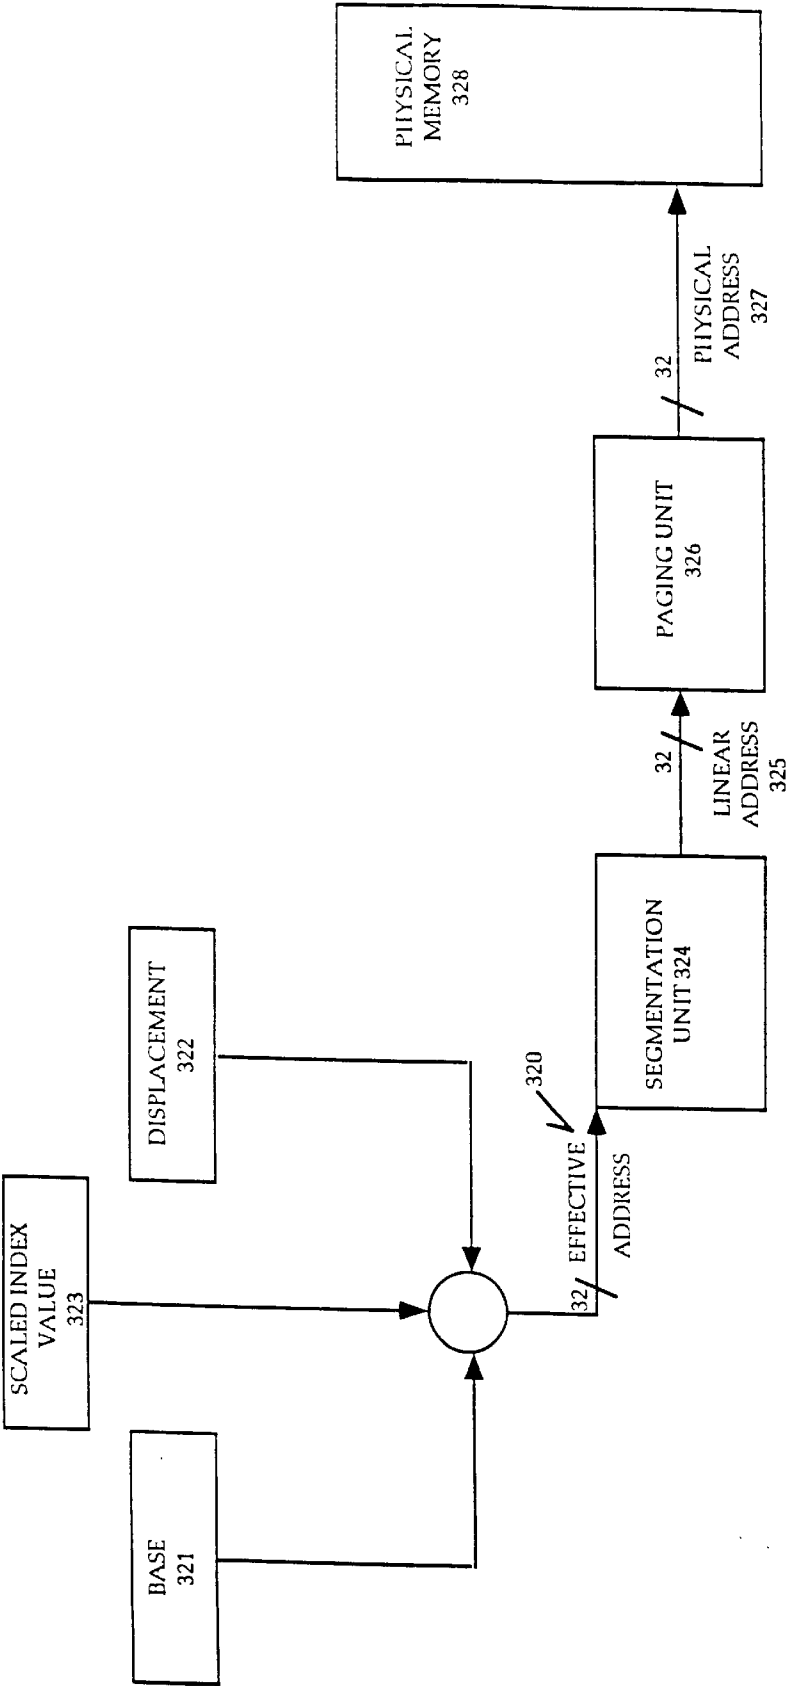 SCALED INDEX
VALUE
323
BASE
321
DISPLACEMENT
322
32
EFFECTIVE
ADDRESS
320
SEGMENTATION
UNIT 324
32
LINEAR
ADDRESS
325
PAGING UNIT
326
32
PHYSICAL
ADDRESS
327
PHYSICAL
MEMORY
328